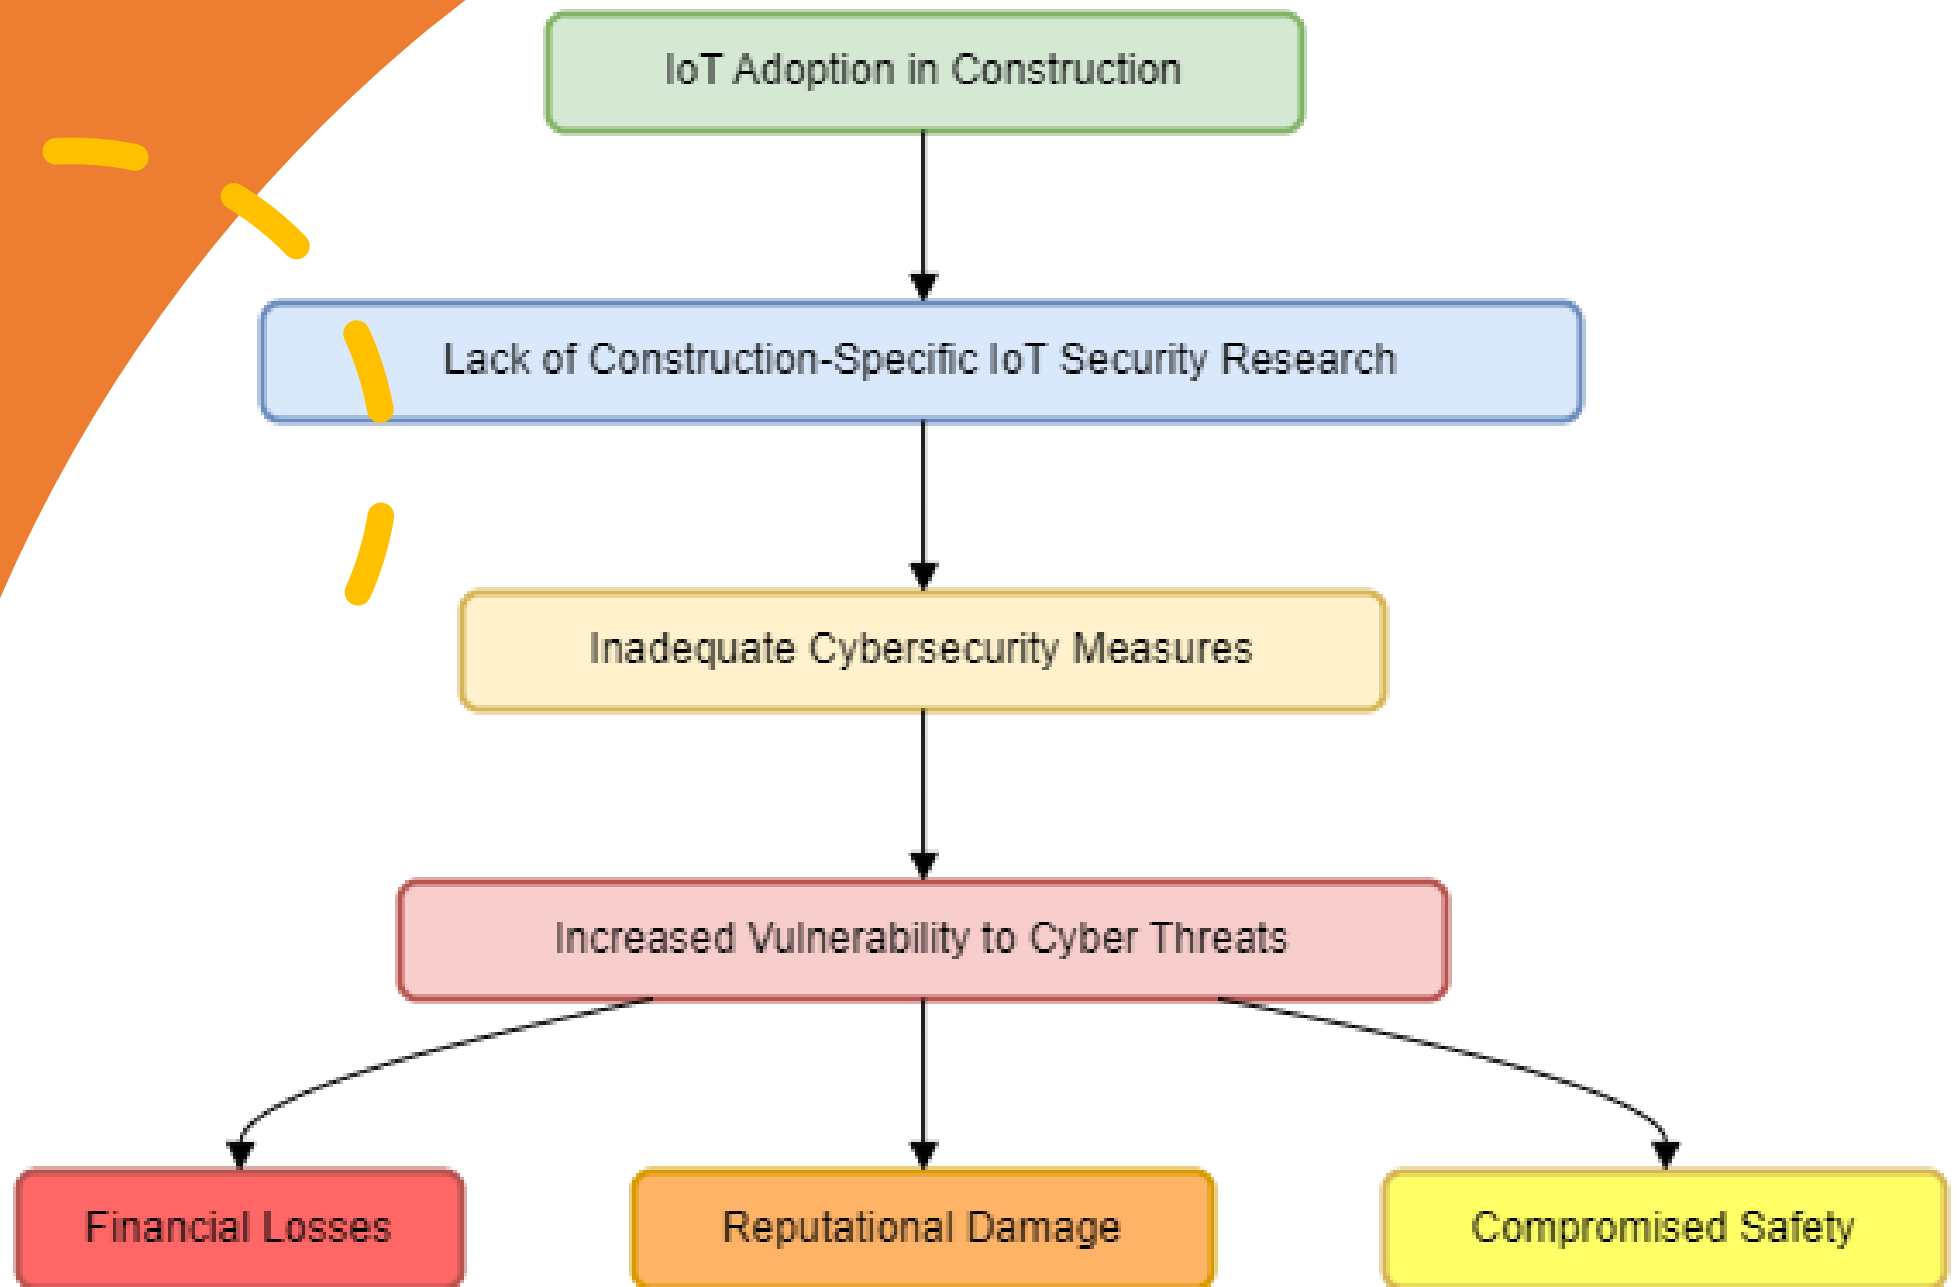 IoT Adoption in Construction
Lack of Construction-Specific IoT Security Research
Inadequate Cybersecurity Measures
Increased Vulnerability to Cyber Threats
Financial Losses
Reputational Damage
Compromised Safety